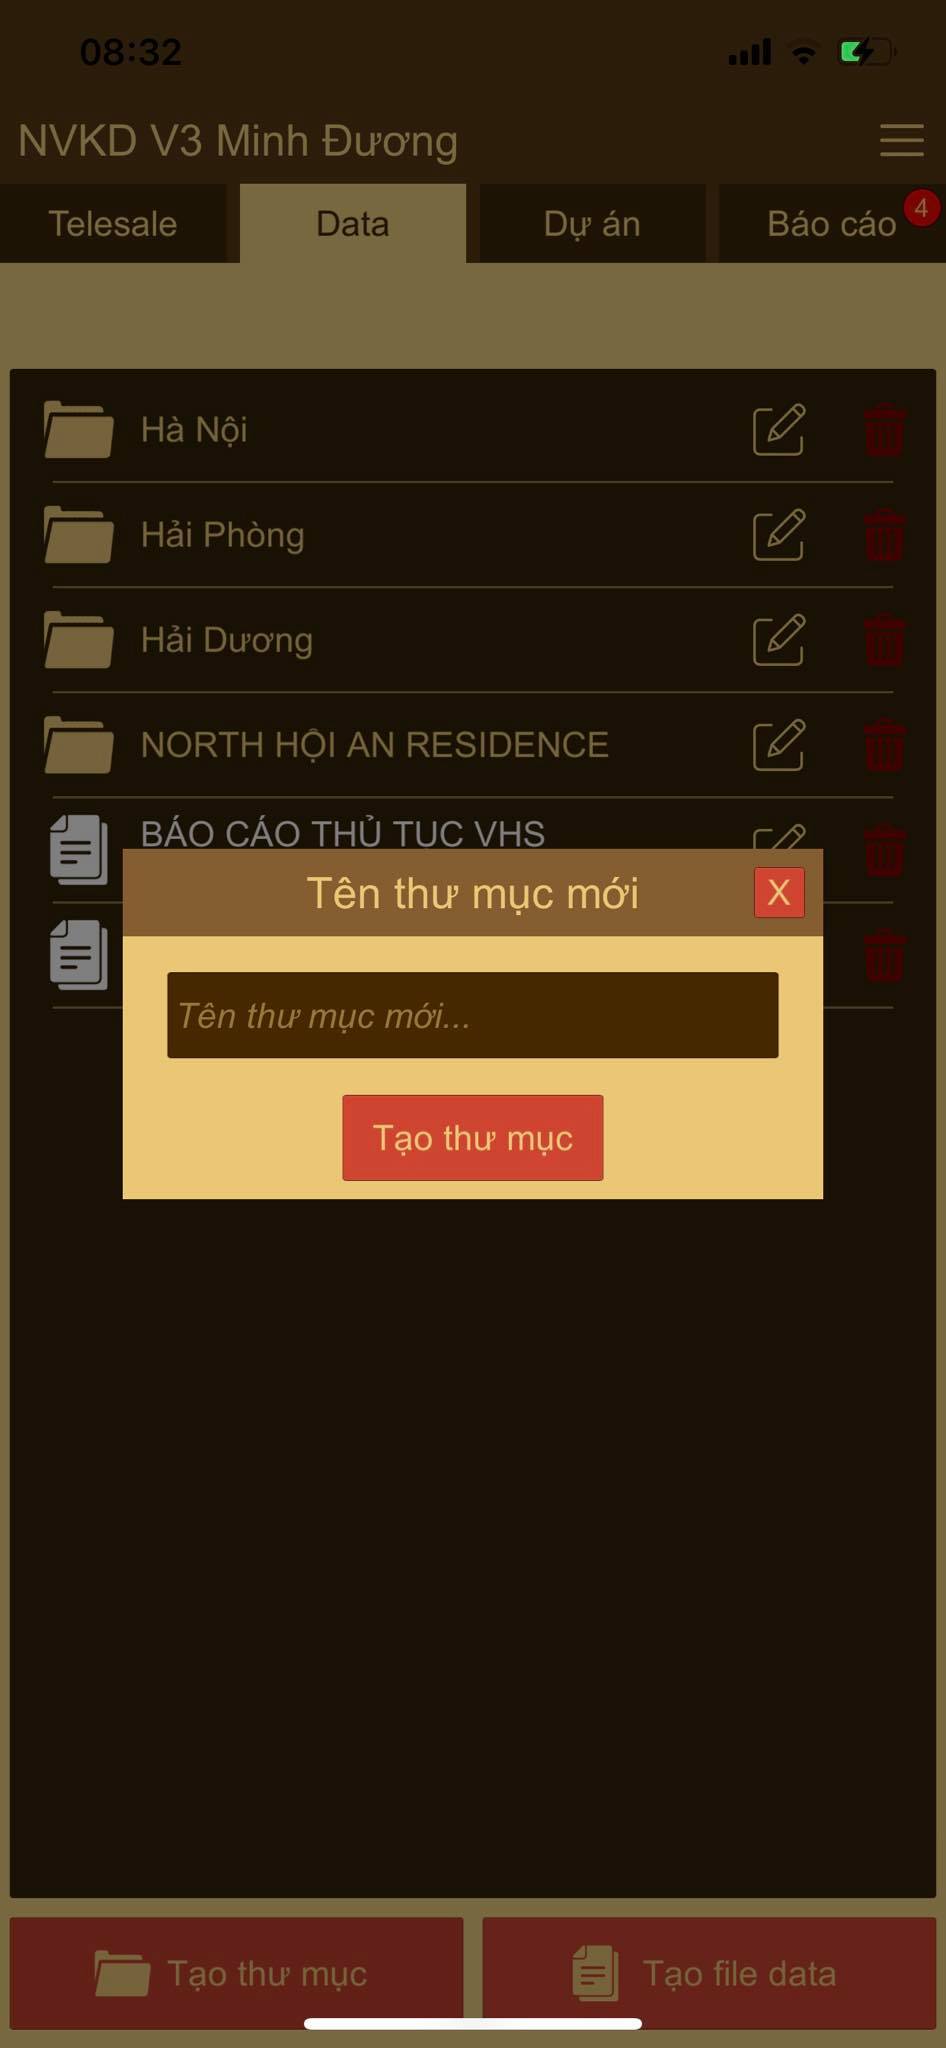 08:32
NVKD V3 Minh Đương
Telesale
Data
Dự án
Báo cáo
4
Hà Nội
Hải Phòng
Hải Dương
NORTH HỘI AN RESIDENCE
BÁO CÁO THỦ TỤC VHS
Tên thư mục mới
X
Tên thư mục mới...
Tạo thư mục
Tạo thư mục
Tạo file data